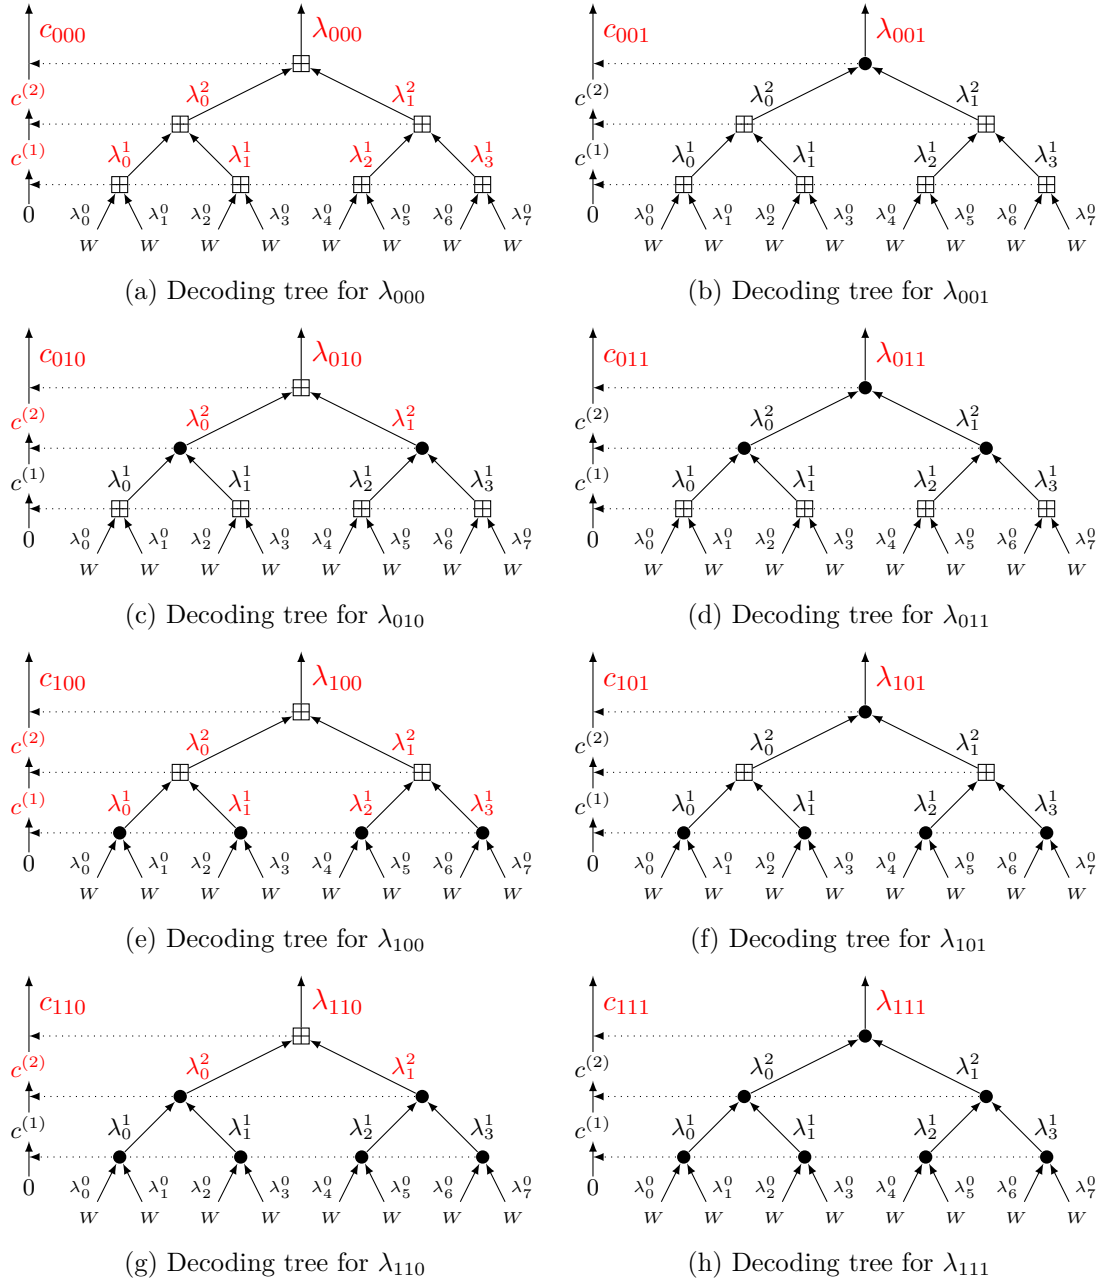 c₀₀₀ λ₀₀₀ c₀₀₁ λ₀₀₁
c⁽²⁾ λ₀² λ₁² c⁽²⁾ λ₀² λ₁²
c⁽¹⁾ λ₀¹ λ₁¹ λ₂¹ λ₃¹ c⁽¹⁾ λ₀¹ λ₁¹ λ₂¹ λ₃¹
0 λ₀⁰ λ₁⁰ λ₂⁰ λ₃⁰ λ₄⁰ λ₅⁰ λ₆⁰ λ₇⁰ 0 λ₀⁰ λ₁⁰ λ₂⁰ λ₃⁰ λ₄⁰ λ₅⁰ λ₆⁰ λ₇⁰
W W W W W W W W W W W W W W W W
(a) Decoding tree for λ₀₀₀ (b) Decoding tree for λ₀₀₁
c₀₁₀ λ₀₁₀ c₀₁₁ λ₀₁₁
c⁽²⁾ λ₀² λ₁² c⁽²⁾ λ₀² λ₁²
c⁽¹⁾ λ₀¹ λ₁¹ λ₂¹ λ₃¹ c⁽¹⁾ λ₀¹ λ₁¹ λ₂¹ λ₃¹
0 λ₀⁰ λ₁⁰ λ₂⁰ λ₃⁰ λ₄⁰ λ₅⁰ λ₆⁰ λ₇⁰ 0 λ₀⁰ λ₁⁰ λ₂⁰ λ₃⁰ λ₄⁰ λ₅⁰ λ₆⁰ λ₇⁰
W W W W W W W W W W W W W W W W
(c) Decoding tree for λ₀₁₀ (d) Decoding tree for λ₀₁₁
c₁₀₀ λ₁₀₀ c₁₀₁ λ₁₀₁
c⁽²⁾ λ₀² λ₁² c⁽²⁾ λ₀² λ₁²
c⁽¹⁾ λ₀¹ λ₁¹ λ₂¹ λ₃¹ c⁽¹⁾ λ₀¹ λ₁¹ λ₂¹ λ₃¹
0 λ₀⁰ λ₁⁰ λ₂⁰ λ₃⁰ λ₄⁰ λ₅⁰ λ₆⁰ λ₇⁰ 0 λ₀⁰ λ₁⁰ λ₂⁰ λ₃⁰ λ₄⁰ λ₅⁰ λ₆⁰ λ₇⁰
W W W W W W W W W W W W W W W W
(e) Decoding tree for λ₁₀₀ (f) Decoding tree for λ₁₀₁
c₁₁₀ λ₁₁₀ c₁₁₁ λ₁₁₁
c⁽²⁾ λ₀² λ₁² c⁽²⁾ λ₀² λ₁²
c⁽¹⁾ λ₀¹ λ₁¹ λ₂¹ λ₃¹ c⁽¹⁾ λ₀¹ λ₁¹ λ₂¹ λ₃¹
0 λ₀⁰ λ₁⁰ λ₂⁰ λ₃⁰ λ₄⁰ λ₅⁰ λ₆⁰ λ₇⁰ 0 λ₀⁰ λ₁⁰ λ₂⁰ λ₃⁰ λ₄⁰ λ₅⁰ λ₆⁰ λ₇⁰
W W W W W W W W W W W W W W W W
(g) Decoding tree for λ₁₁₀ (h) Decoding tree for λ₁₁₁